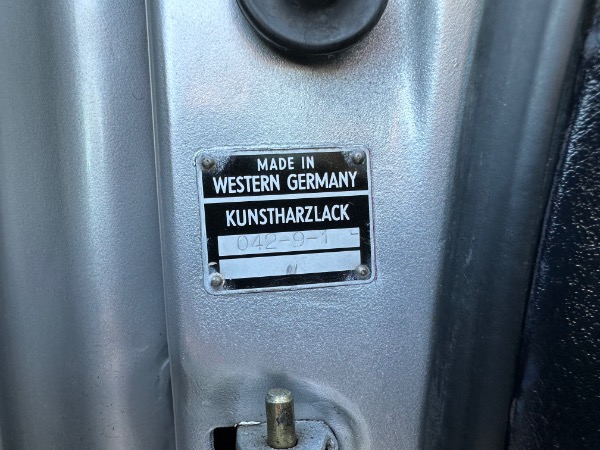 MADE IN
WESTERN GERMANY
KUNSTHARZLACK
042-9-1